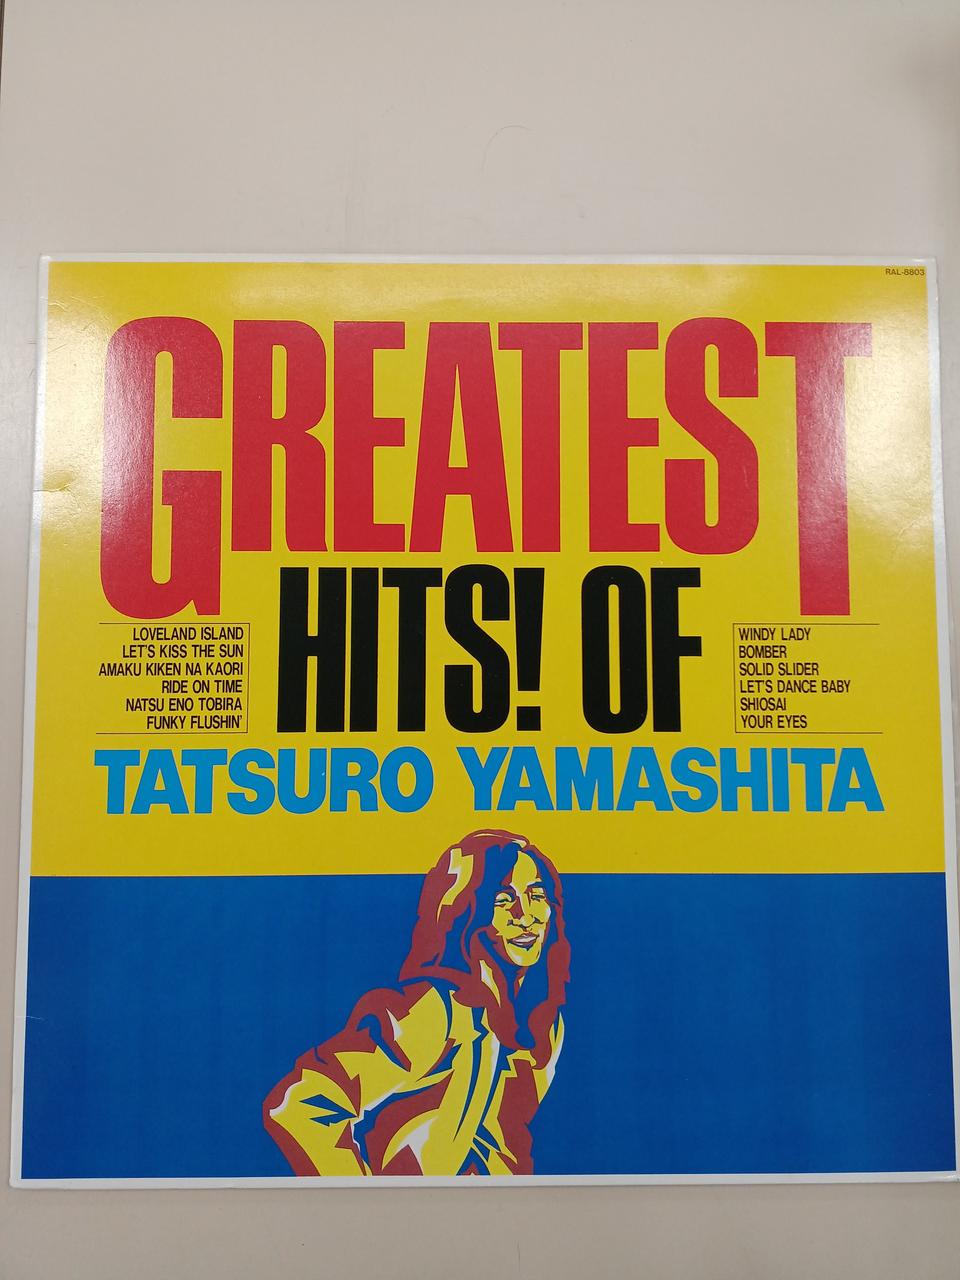 RAL-8803
GREATEST
HITS! OF
LOVELAND ISLAND
LET'S KISS THE SUN
AMAKU KIKEN NA KAORI
RIDE ON TIME
NATSU ENO TOBIRA
FUNKY FLUSHIN'
WINDY LADY
BOMBER
SOLID SLIDER
LET'S DANCE BABY
SHIOSAI
YOUR EYES
TATSURO YAMASHITA